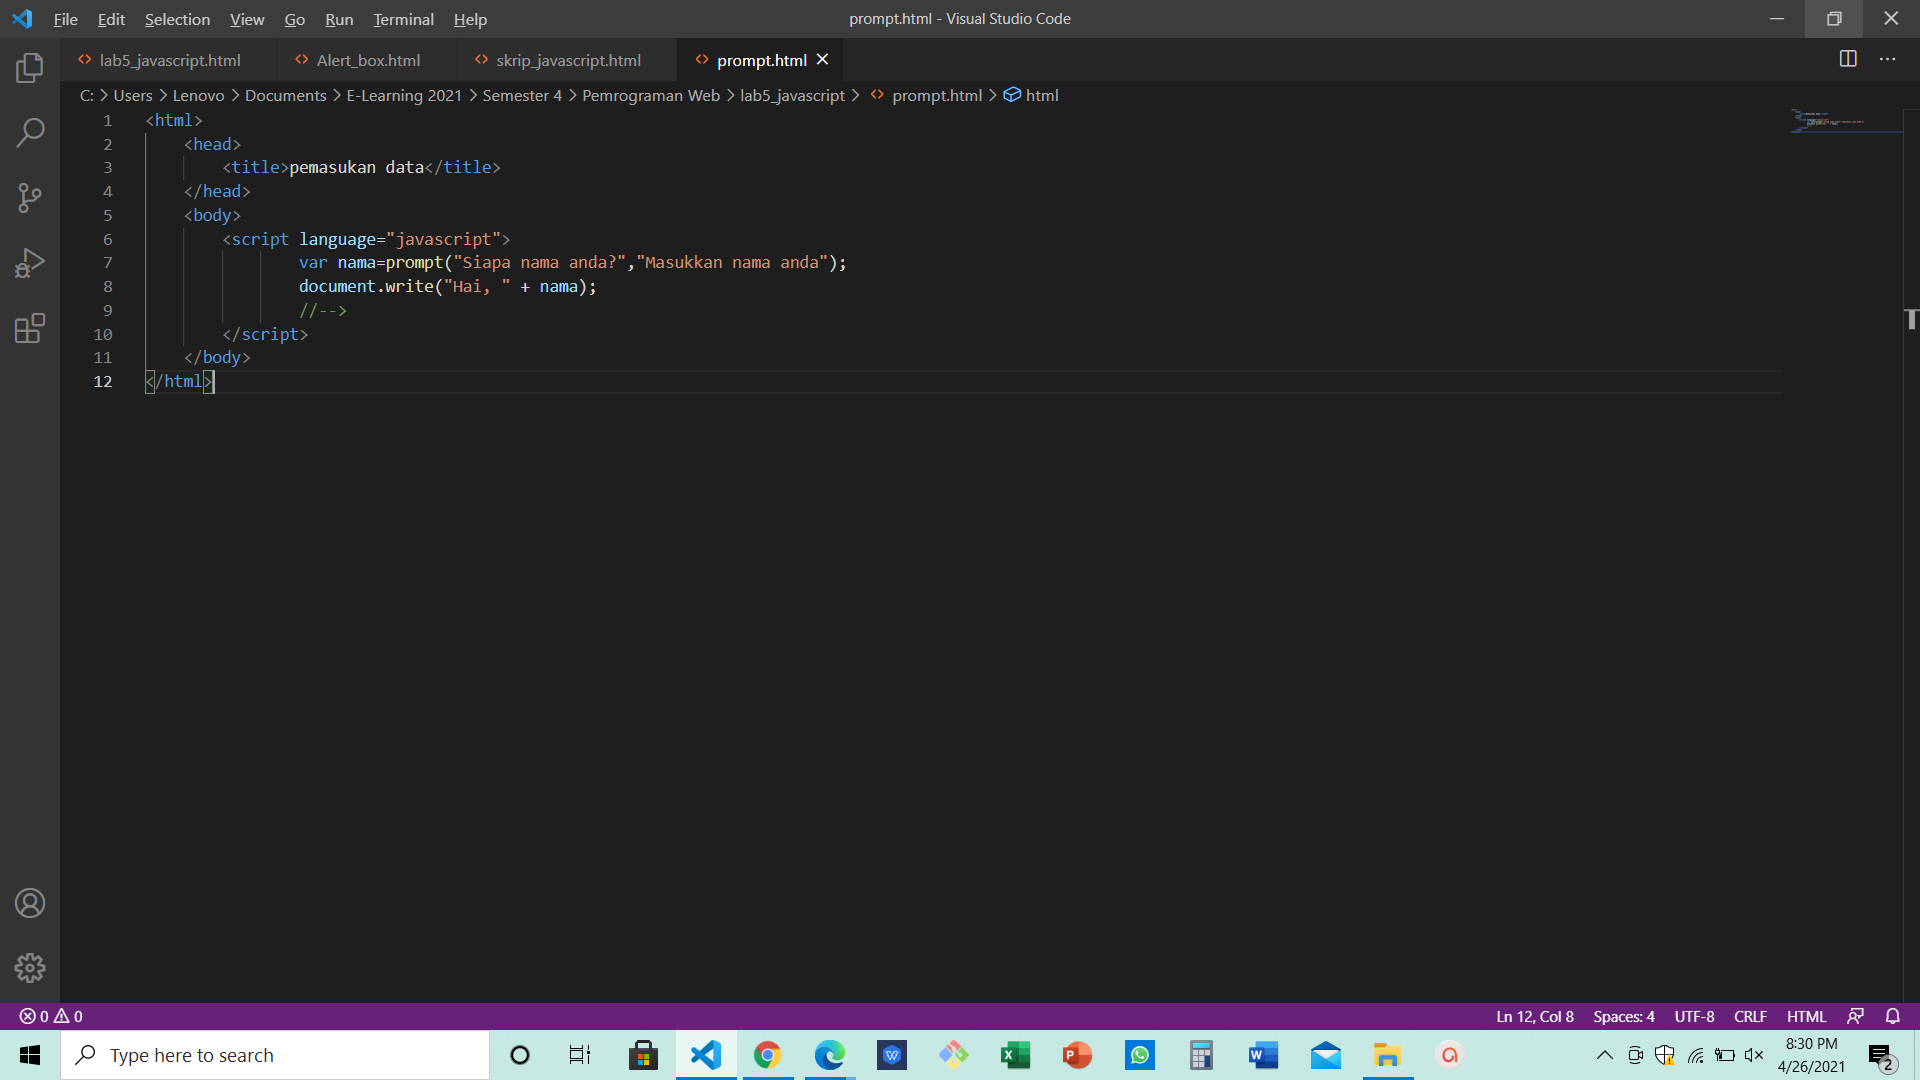 File Edit Selection View Go Run Terminal Help
prompt.html - Visual Studio Code
lab5_javascript.html Alert_box.html skrip_javascript.html prompt.html
C: > Users > Lenovo > Documents > E-Learning 2021 > Semester 4 > Pemrograman Web > lab5_javascript > prompt.html > html
1 <html>
2 <head>
3 <title>pemasukan data</title>
4 </head>
5 <body>
6 <script language="javascript">
7 var nama=prompt("Siapa nama anda?","Masukkan nama anda");
8 document.write("Hai, " + nama);
9 //-->
10 </script>
11 </body>
12 </html>
0 0 Ln 12, Col 8 Spaces: 4 UTF-8 CRLF HTML
Type here to search
8:30 PM
4/26/2021
2